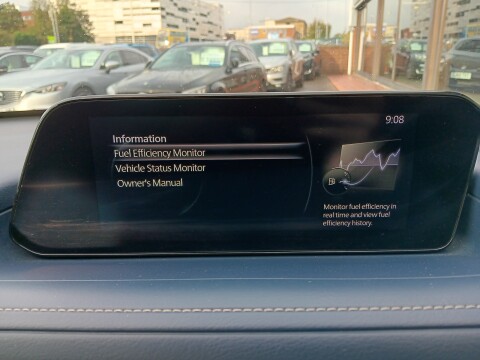 9:08
Information
Fuel Efficiency Monitor
Vehicle Status Monitor
Owner's Manual
Monitor fuel efficiency in
real time and view fuel
efficiency history.